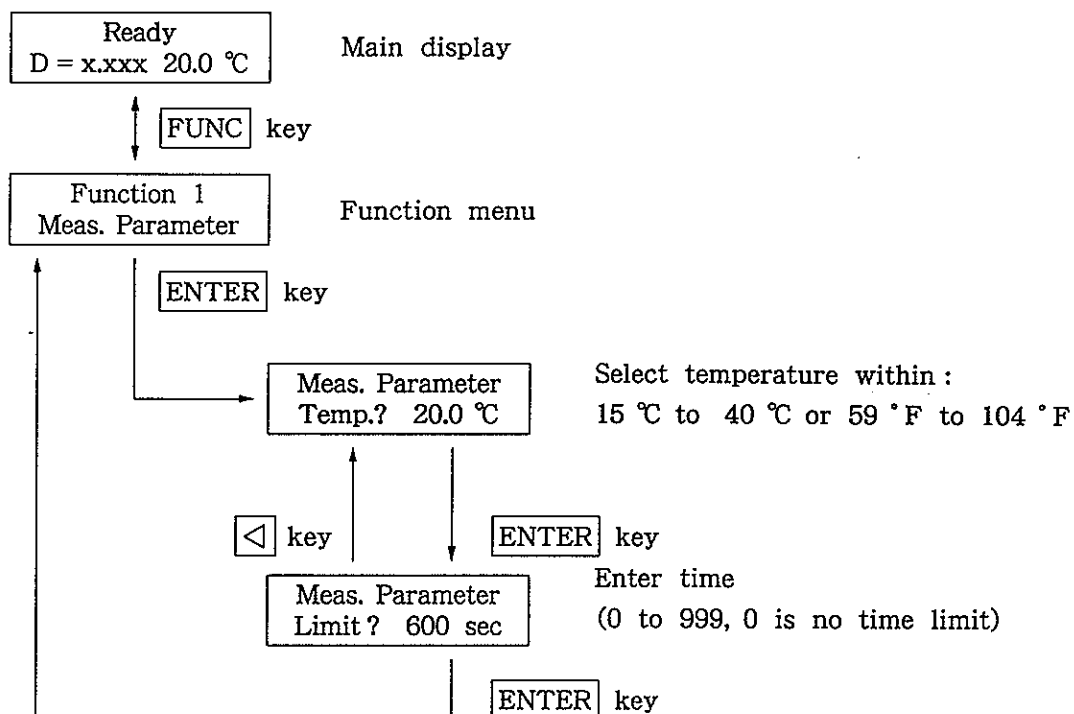 Ready
D = x.xxx 20.0 ℃
Main display
FUNC key
Function 1
Meas. Parameter
Function menu
ENTER key
Meas. Parameter
Temp.? 20.0 ℃
Select temperature within :
15 ℃ to 40 ℃ or 59 °F to 104 °F
◁ key
ENTER key
Meas. Parameter
Limit ? 600 sec
Enter time
(0 to 999, 0 is no time limit)
ENTER key